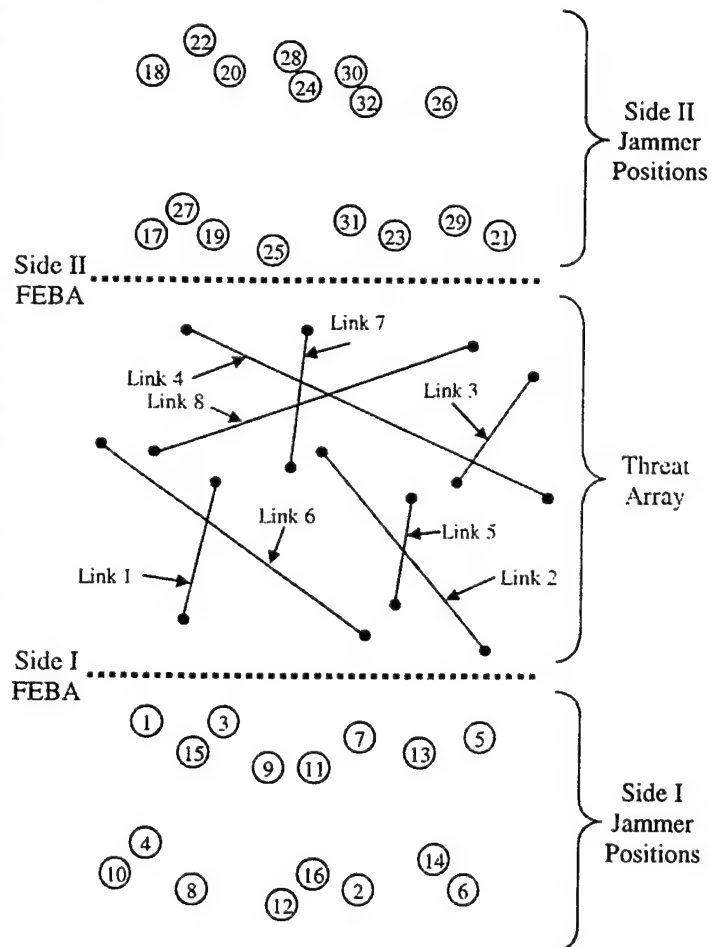 22
28
30
18
20
24
32
26
Side II
Jammer
Positions
27
31
29
17
19
23
21
25
Side II
FEBA
Link 7
Link 4
Link 8
Link 3
Threat
Array
Link 6
Link 5
Link 1
Link 2
Side I
FEBA
1
3
7
5
15
13
9
11
Side I
Jammer
Positions
4
14
10
16
8
2
6
12